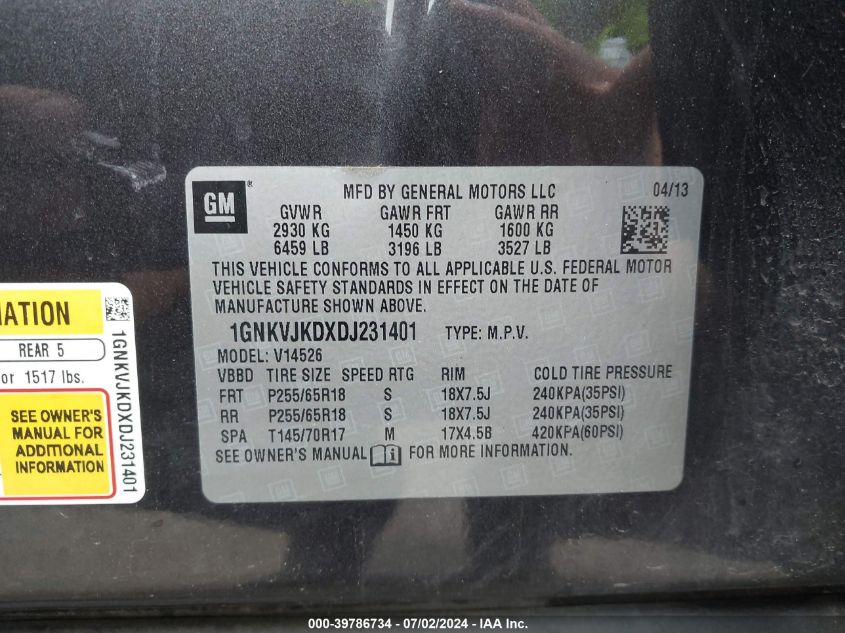 GM
MFD BY GENERAL MOTORS LLC 04/13
GVWR GAWR FRT GAWR RR
2930 KG 1450 KG 1600 KG
6459 LB 3196 LB 3527 LB
THIS VEHICLE CONFORMS TO ALL APPLICABLE U.S. FEDERAL MOTOR
VEHICLE SAFETY STANDARDS IN EFFECT ON THE DATE OF
MANUFACTURE SHOWN ABOVE.
1GNKVJKDXDJ231401 TYPE: M.P.V.
MODEL: V14526
VBBD TIRE SIZE SPEED RTG RIM COLD TIRE PRESSURE
FRT P255/65R18 S 18X7.5J 240KPA(35PSI)
RR P255/65R18 S 18X7.5J 240KPA(35PSI)
SPA T145/70R17 M 17X4.5B 420KPA(60PSI)
SEE OWNER'S MANUAL i FOR MORE INFORMATION.
REAR 5
or 1517 lbs.
SEE OWNER'S
MANUAL FOR
ADDITIONAL
INFORMATION
1GNKVJKDXDJ231401
000-39786734 - 07/02/2024 - IAA Inc.